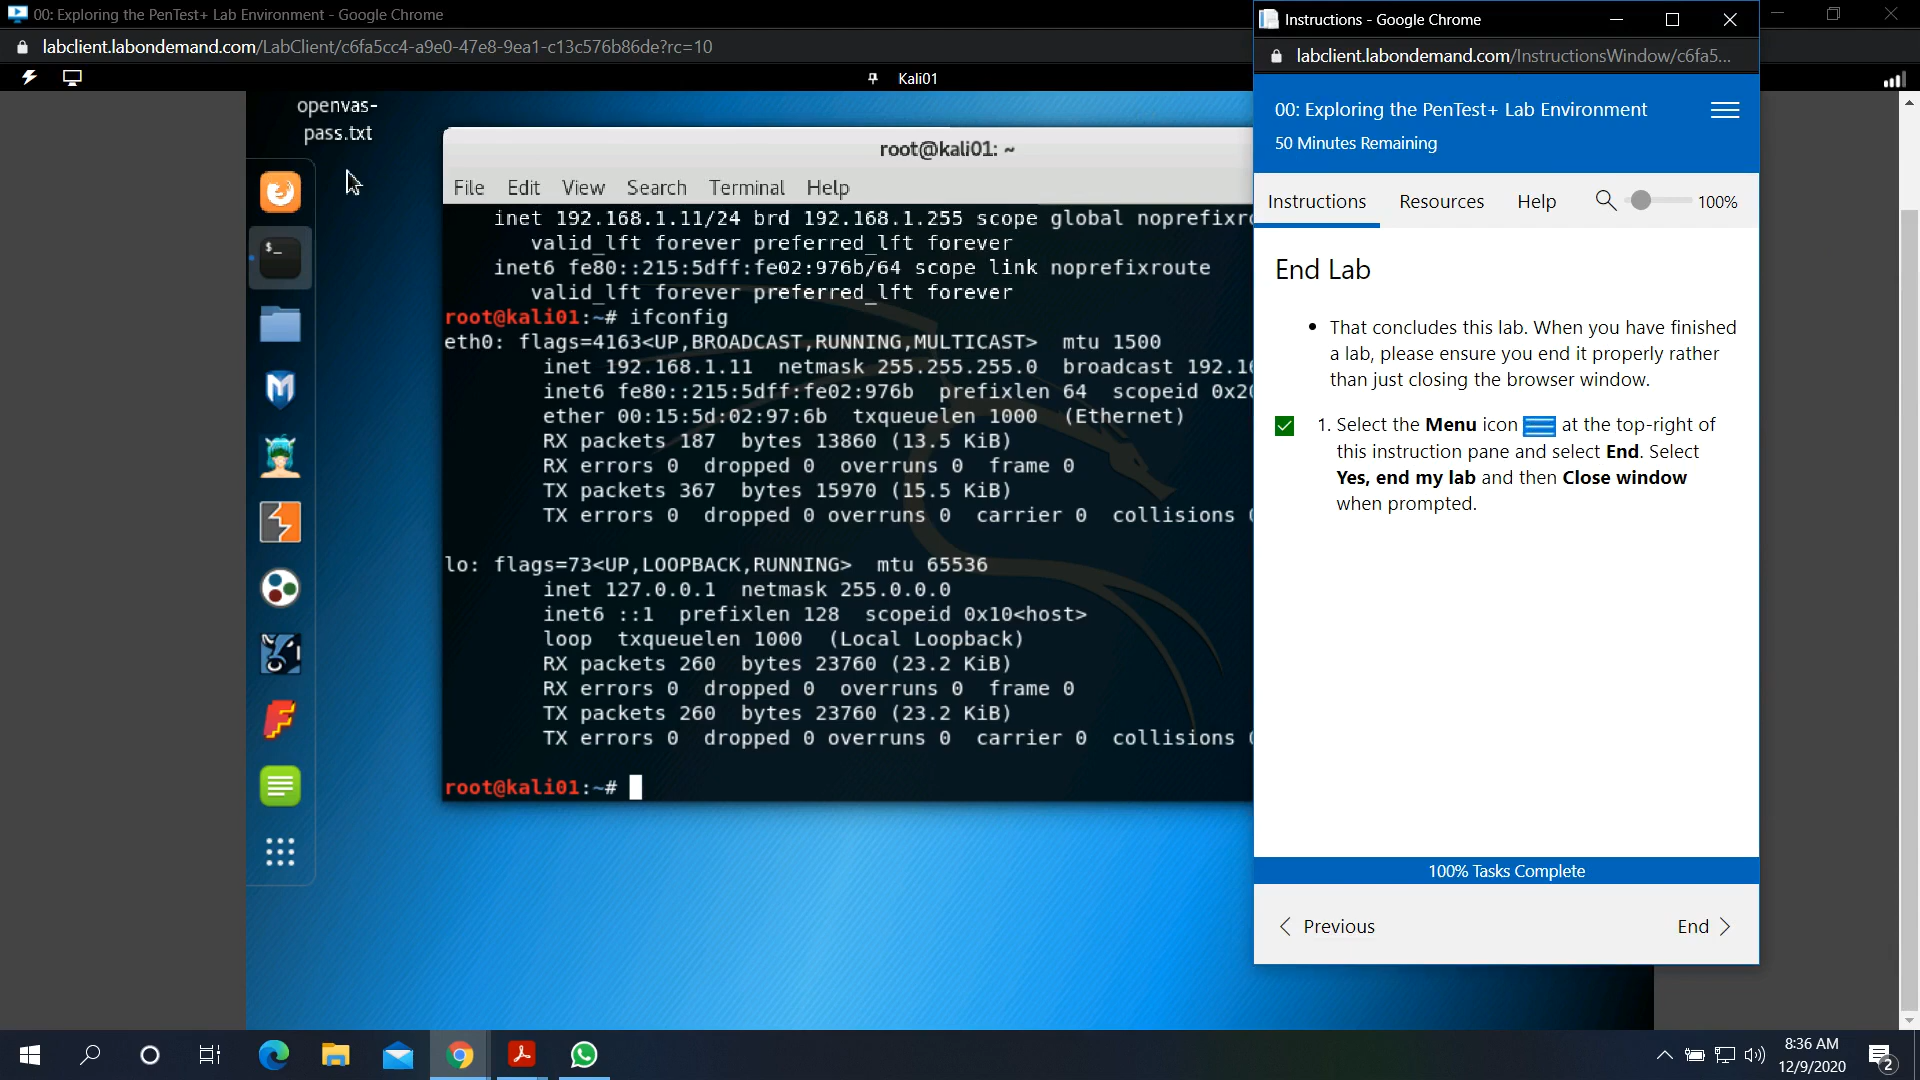 00: Exploring the PenTest+ Lab Environment - Google Chrome
labclient.labondemand.com/LabClient/c6fa5cc4-a9e0-47e8-9ea1-c13c576b86de?rc=10
Kali01
openvas-
pass.txt
root@kali01: ~
File Edit View Search Terminal Help
inet 192.168.1.11/24 brd 192.168.1.255 scope global noprefixro
valid_lft forever preferred_lft forever
inet6 fe80::215:5dff:fe02:976b/64 scope link noprefixroute
valid_lft forever preferred_lft forever
root@kali01:~# ifconfig
eth0: flags=4163<UP,BROADCAST,RUNNING,MULTICAST> mtu 1500
inet 192.168.1.11 netmask 255.255.255.0 broadcast 192.16
inet6 fe80::215:5dff:fe02:976b prefixlen 64 scopeid 0x20
ether 00:15:5d:02:97:6b txqueuelen 1000 (Ethernet)
RX packets 187 bytes 13860 (13.5 KiB)
RX errors 0 dropped 0 overruns 0 frame 0
TX packets 367 bytes 15970 (15.5 KiB)
TX errors 0 dropped 0 overruns 0 carrier 0 collisions 0
lo: flags=73<UP,LOOPBACK,RUNNING> mtu 65536
inet 127.0.0.1 netmask 255.0.0.0
inet6 ::1 prefixlen 128 scopeid 0x10<host>
loop txqueuelen 1000 (Local Loopback)
RX packets 260 bytes 23760 (23.2 KiB)
RX errors 0 dropped 0 overruns 0 frame 0
TX packets 260 bytes 23760 (23.2 KiB)
TX errors 0 dropped 0 overruns 0 carrier 0 collisions 0
root@kali01:~#
Instructions - Google Chrome
labclient.labondemand.com/InstructionsWindow/c6fa5...
00: Exploring the PenTest+ Lab Environment
50 Minutes Remaining
Instructions Resources Help 100%
End Lab
• That concludes this lab. When you have finished
a lab, please ensure you end it properly rather
than just closing the browser window.
1. Select the Menu icon at the top-right of
this instruction pane and select End. Select
Yes, end my lab and then Close window
when prompted.
100% Tasks Complete
Previous End
8:36 AM
12/9/2020
2